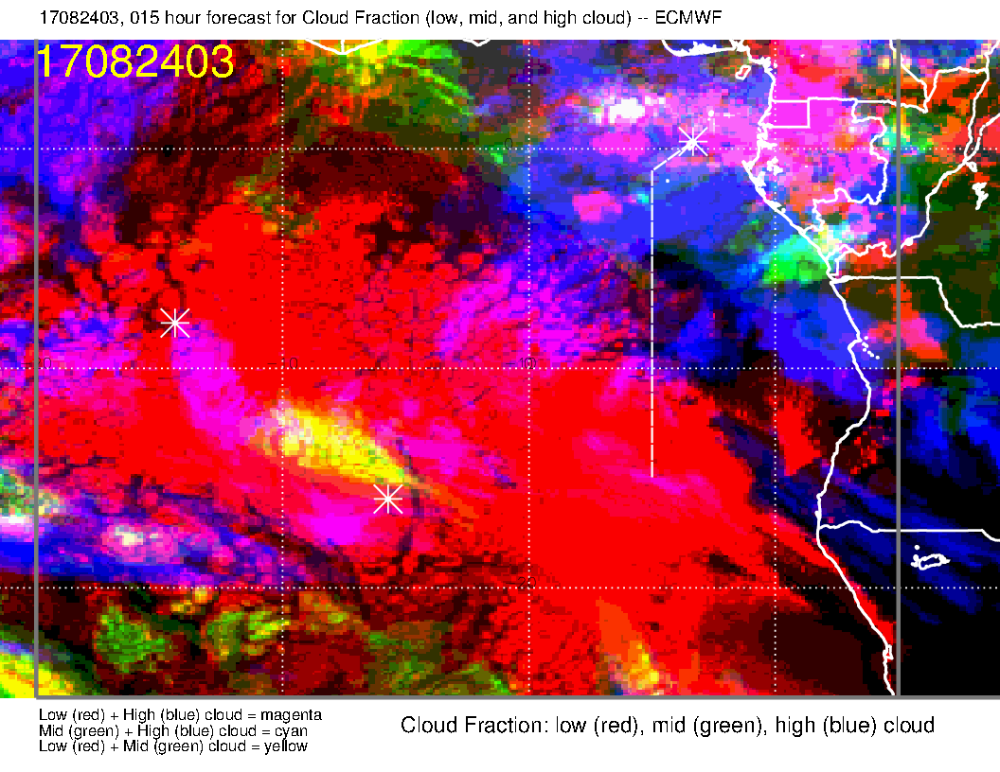 17082403, 015 hour forecast for Cloud Fraction (low, mid, and high cloud) -- ECMWF
17082403
0
-10
Low (red) + High (blue) cloud = magenta
Mid (green) + High (blue) cloud = cyan
Low (red) + Mid (green) cloud = yellow
Cloud Fraction: low (red), mid (green), high (blue) cloud